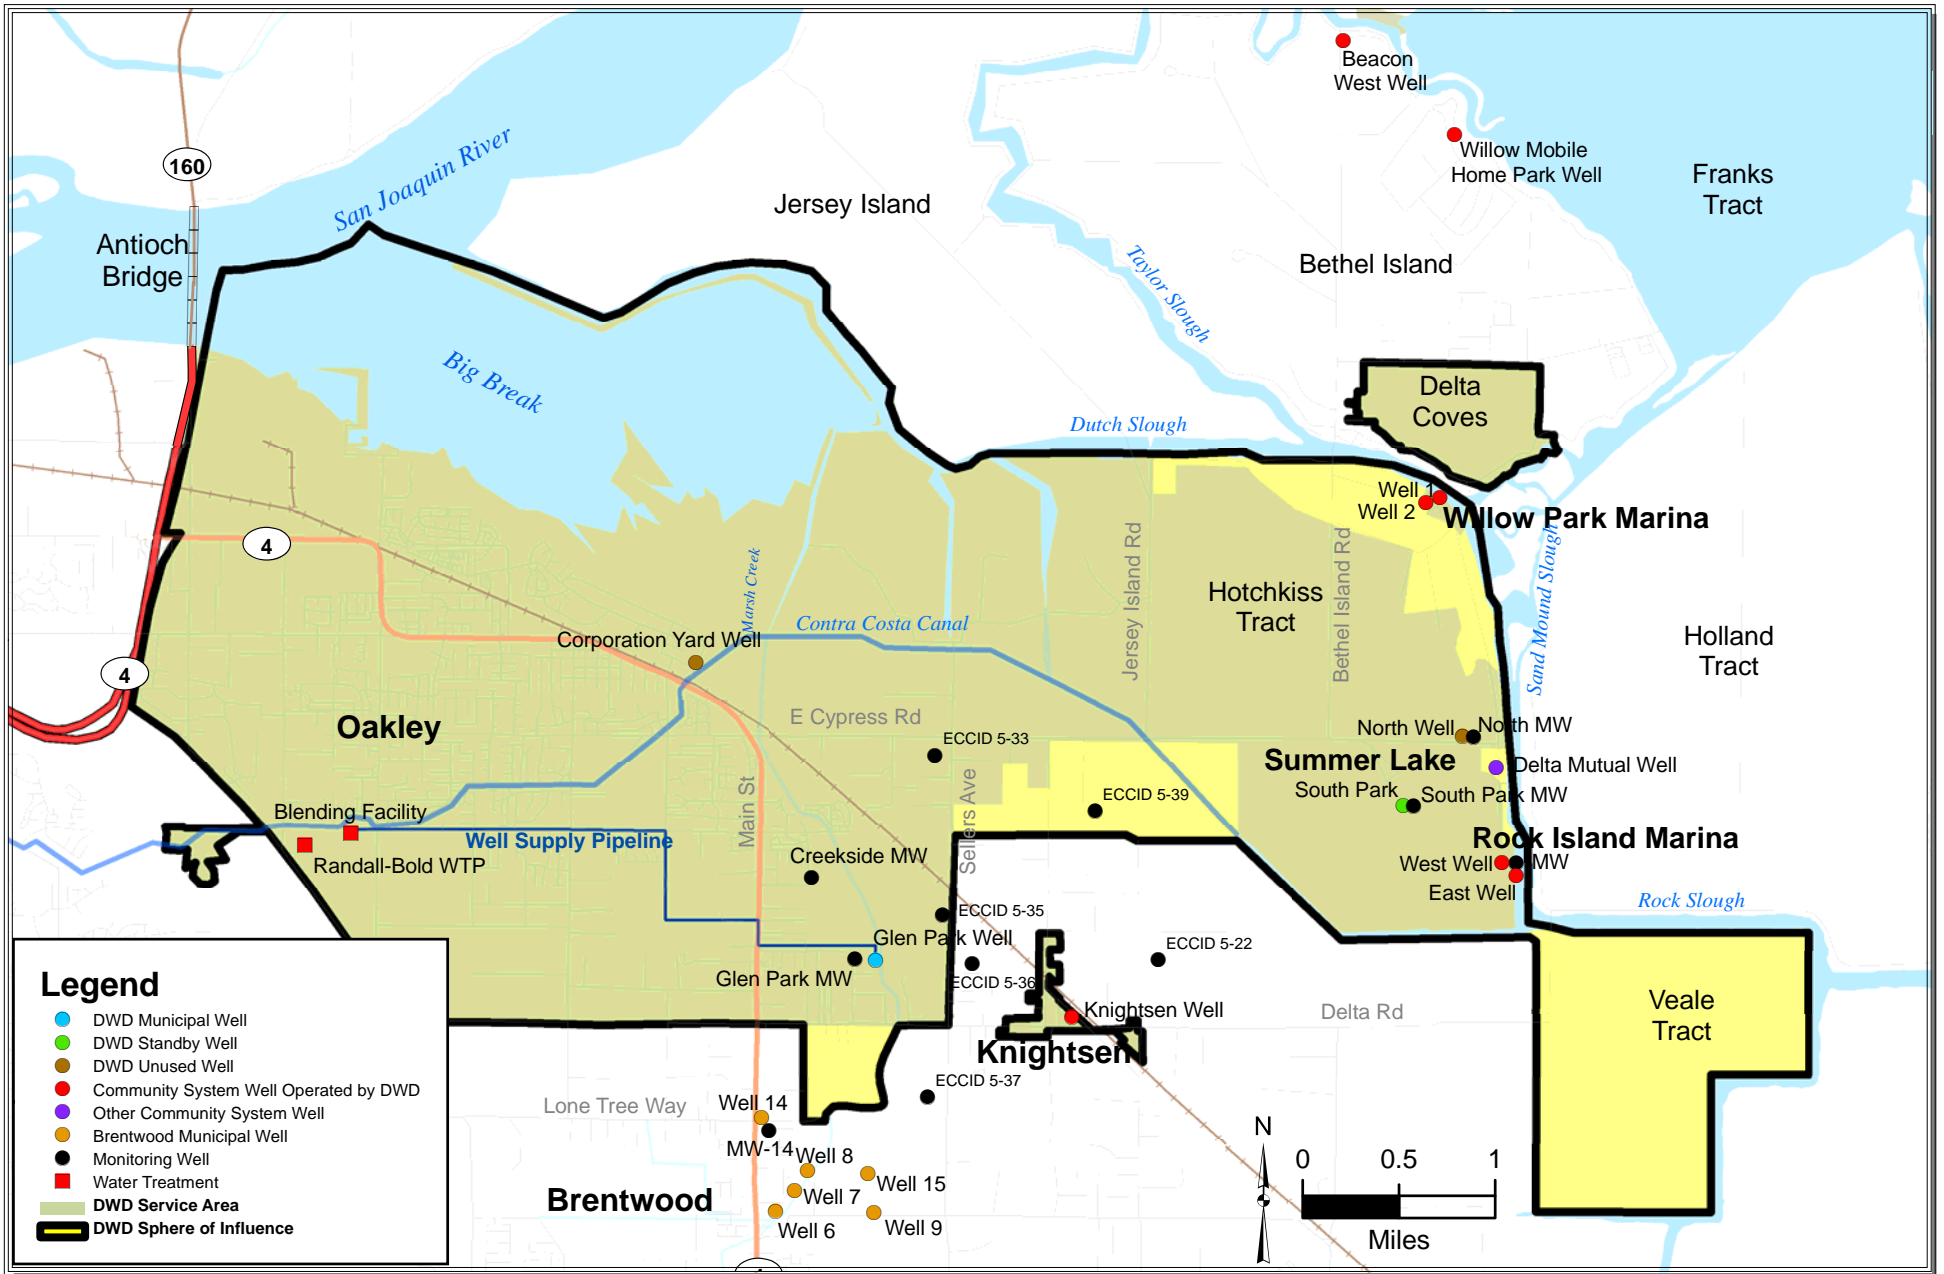 Beacon
West Well
Willow Mobile
Home Park Well
Franks
Tract
160
San Joaquin River
Jersey Island
Antioch
Bridge
Bethel Island
Taylor Slough
Big Break
Delta
Coves
Dutch Slough
Well 1
Well 2
Willow Park Marina
4
Marsh Creek
Jersey Island Rd
Bethel Island Rd
Sand Mound Slough
Hotchkiss
Tract
Contra Costa Canal
Corporation Yard Well
Holland
Tract
4
Oakley
E Cypress Rd
North Well
North MW
ECCID 5-33
Summer Lake
Delta Mutual Well
Main St
Sellers Ave
ECCID 5-39
South Park
South Park MW
Blending Facility
Well Supply Pipeline
Rock Island Marina
Randall-Bold WTP
Creekside MW
West Well
MW
East Well
Rock Slough
ECCID 5-35
Glen Park Well
ECCID 5-22
Glen Park MW
ECCID 5-36
Knightsen Well
Delta Rd
Veale
Tract
Knightsen
ECCID 5-37
Lone Tree Way
Well 14
MW-14
Well 8
Well 15
Well 7
Brentwood
Well 6
Well 9
Legend
DWD Municipal Well
DWD Standby Well
DWD Unused Well
Community System Well Operated by DWD
Other Community System Well
Brentwood Municipal Well
Monitoring Well
Water Treatment
DWD Service Area
DWD Sphere of Influence
N
0 0.5 1
Miles